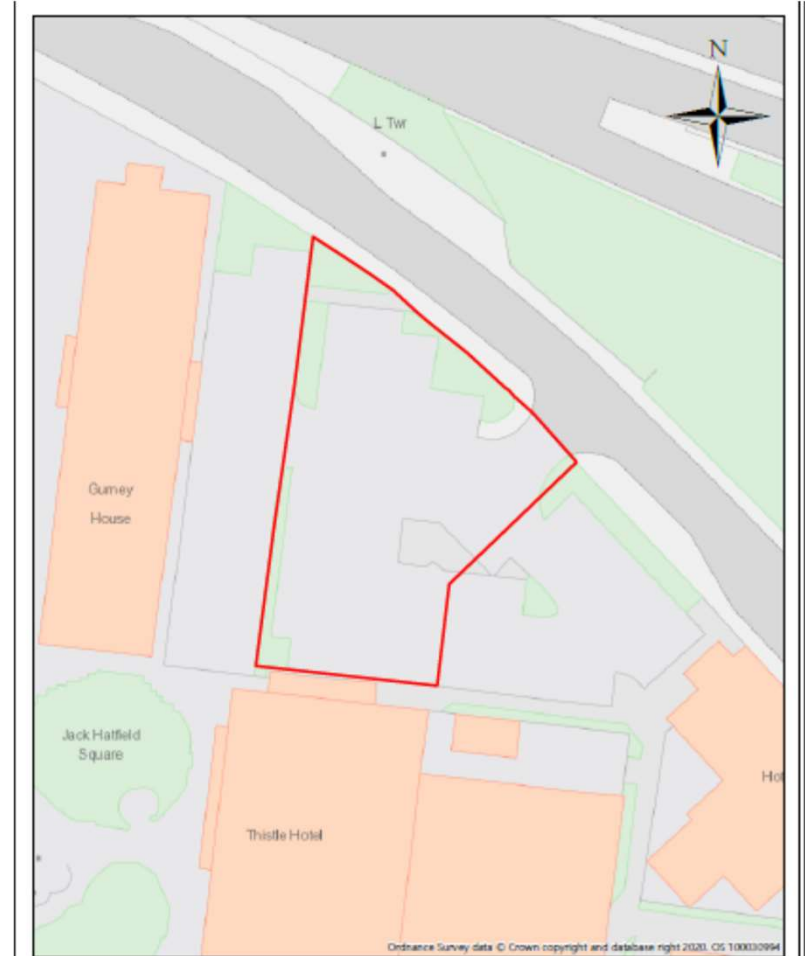 N
L Twr
Gurney
House
Jack Hatfield
Square
Thistle Hotel
Hot
Ordnance Survey data © Crown copyright and database right 2020. OS 100030994